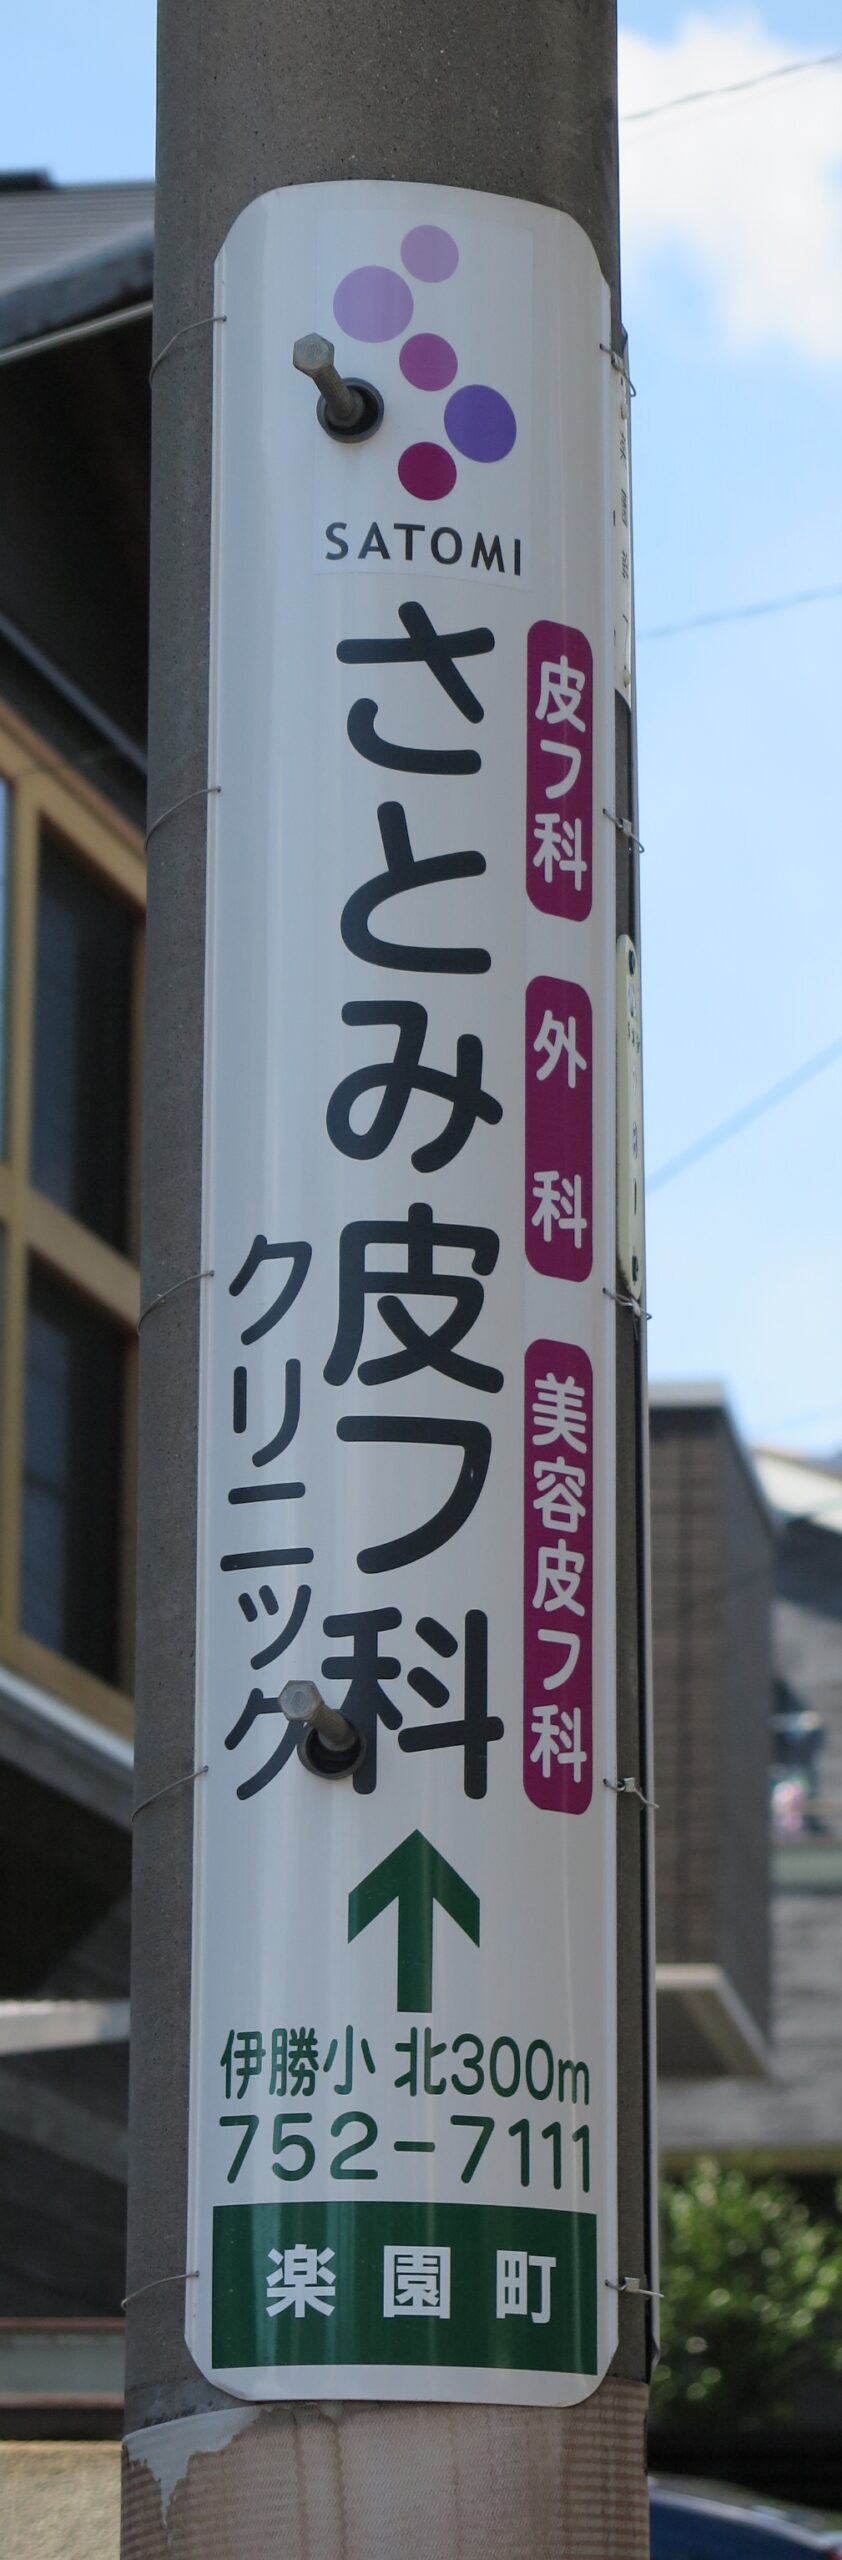 SATOMI
皮フ科
外科
美容皮フ科
さとみ皮フ科
クリニック
伊勝小 北300m
752-7111
楽園町